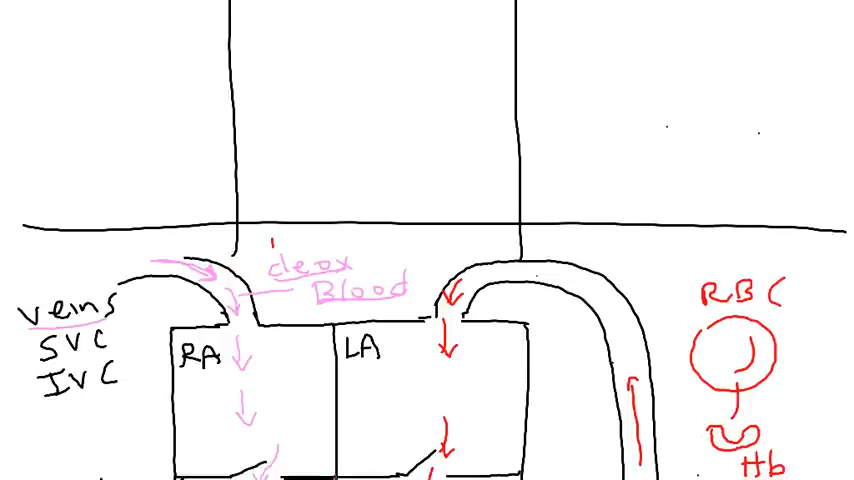 deox
Blood
veins
SVC
IVC
RA
LA
RBC
Hb